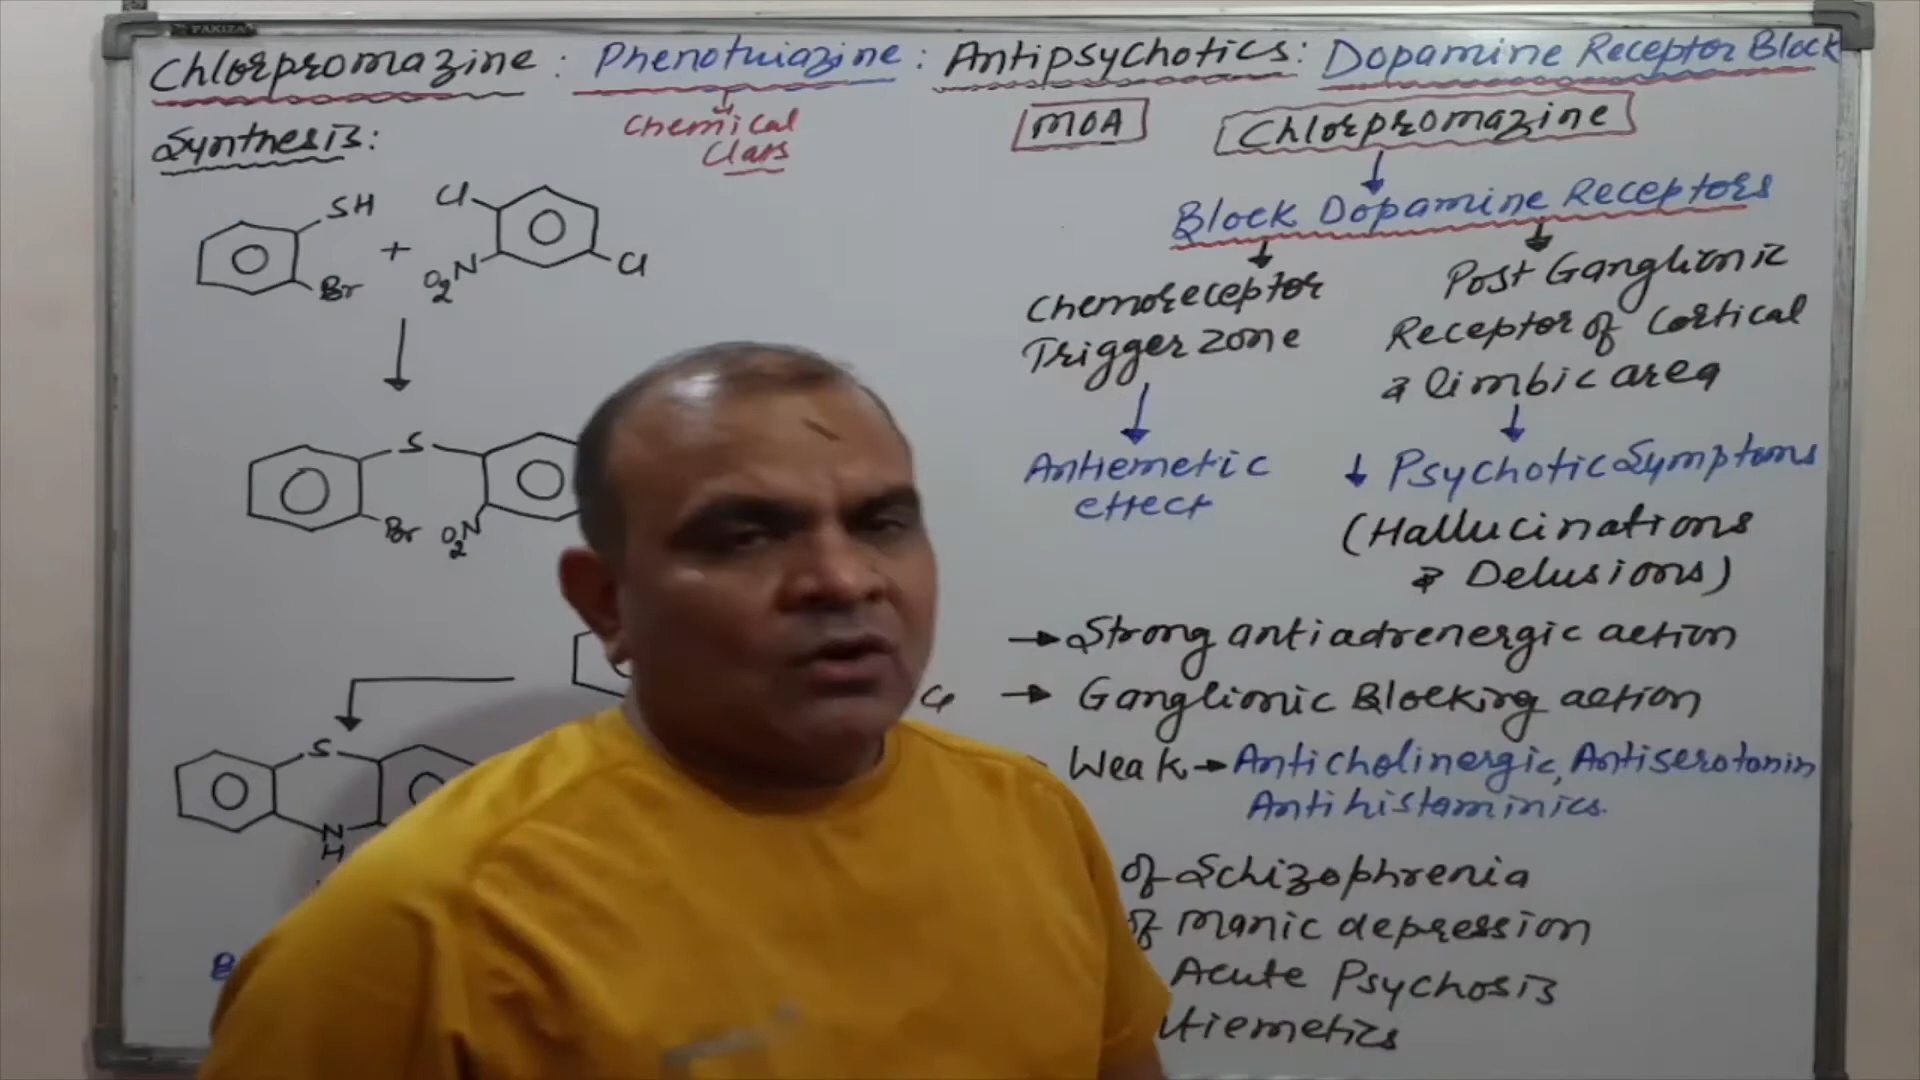 PAKIZA
Chlorpromazine : Phenothiazine : Antipsychotics : Dopamine Receptor Block
Chemical
Class
Synthesis:
SH
Br
+
Cl
O2N
Cl
S
Br
O2N
S
N
H
MOA
Chlorpromazine
Block Dopamine Receptors
Chemoreceptor
Trigger zone
Antiemetic
effect
Post Ganglionic
Receptor of Cortical
& limbic area
↓ Psychotic Symptoms
(Hallucinations
& Delusions)
→ Strong antiadrenergic action
→ Ganglionic Blocking action
Weak → Anticholinergic, Antiserotonin
Antihistaminics.
of Schizophrenia
of Manic depression
Acute Psychosis
tiemetics